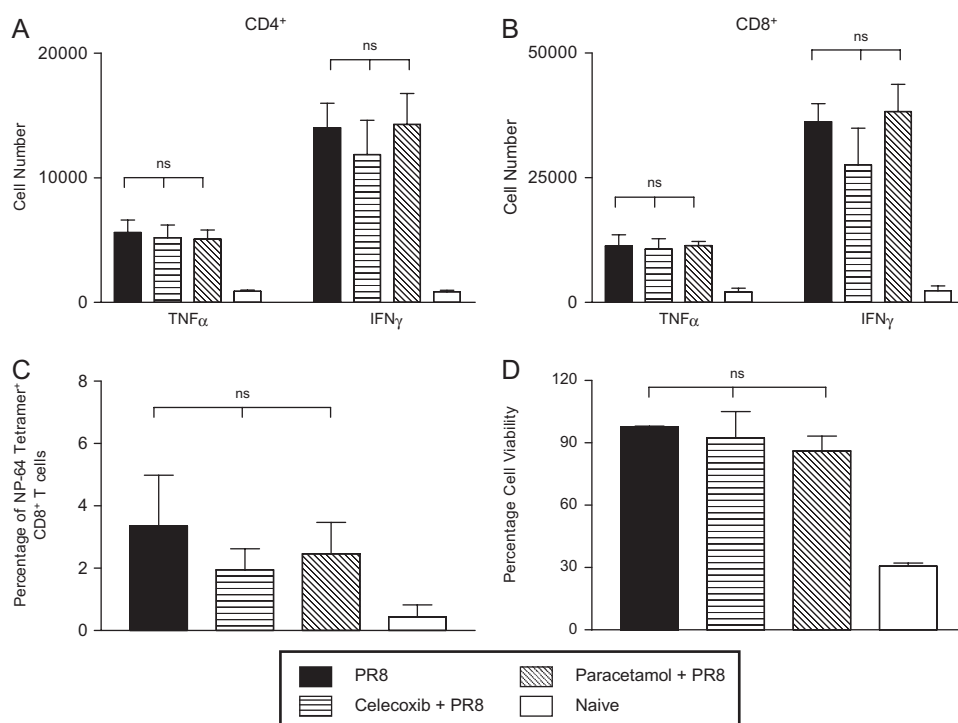 A
CD4⁺
20000
10000
0
Cell Number
ns
ns
TNFα
IFNγ
B
CD8⁺
50000
25000
0
Cell Number
ns
ns
TNFα
IFNγ
C
8
6
4
2
0
Percentage of NP-64 Tetramer⁺
CD8⁺ T cells
ns
D
120
90
60
30
0
Percentage Cell Viability
ns
PR8
Paracetamol + PR8
Celecoxib + PR8
Naive